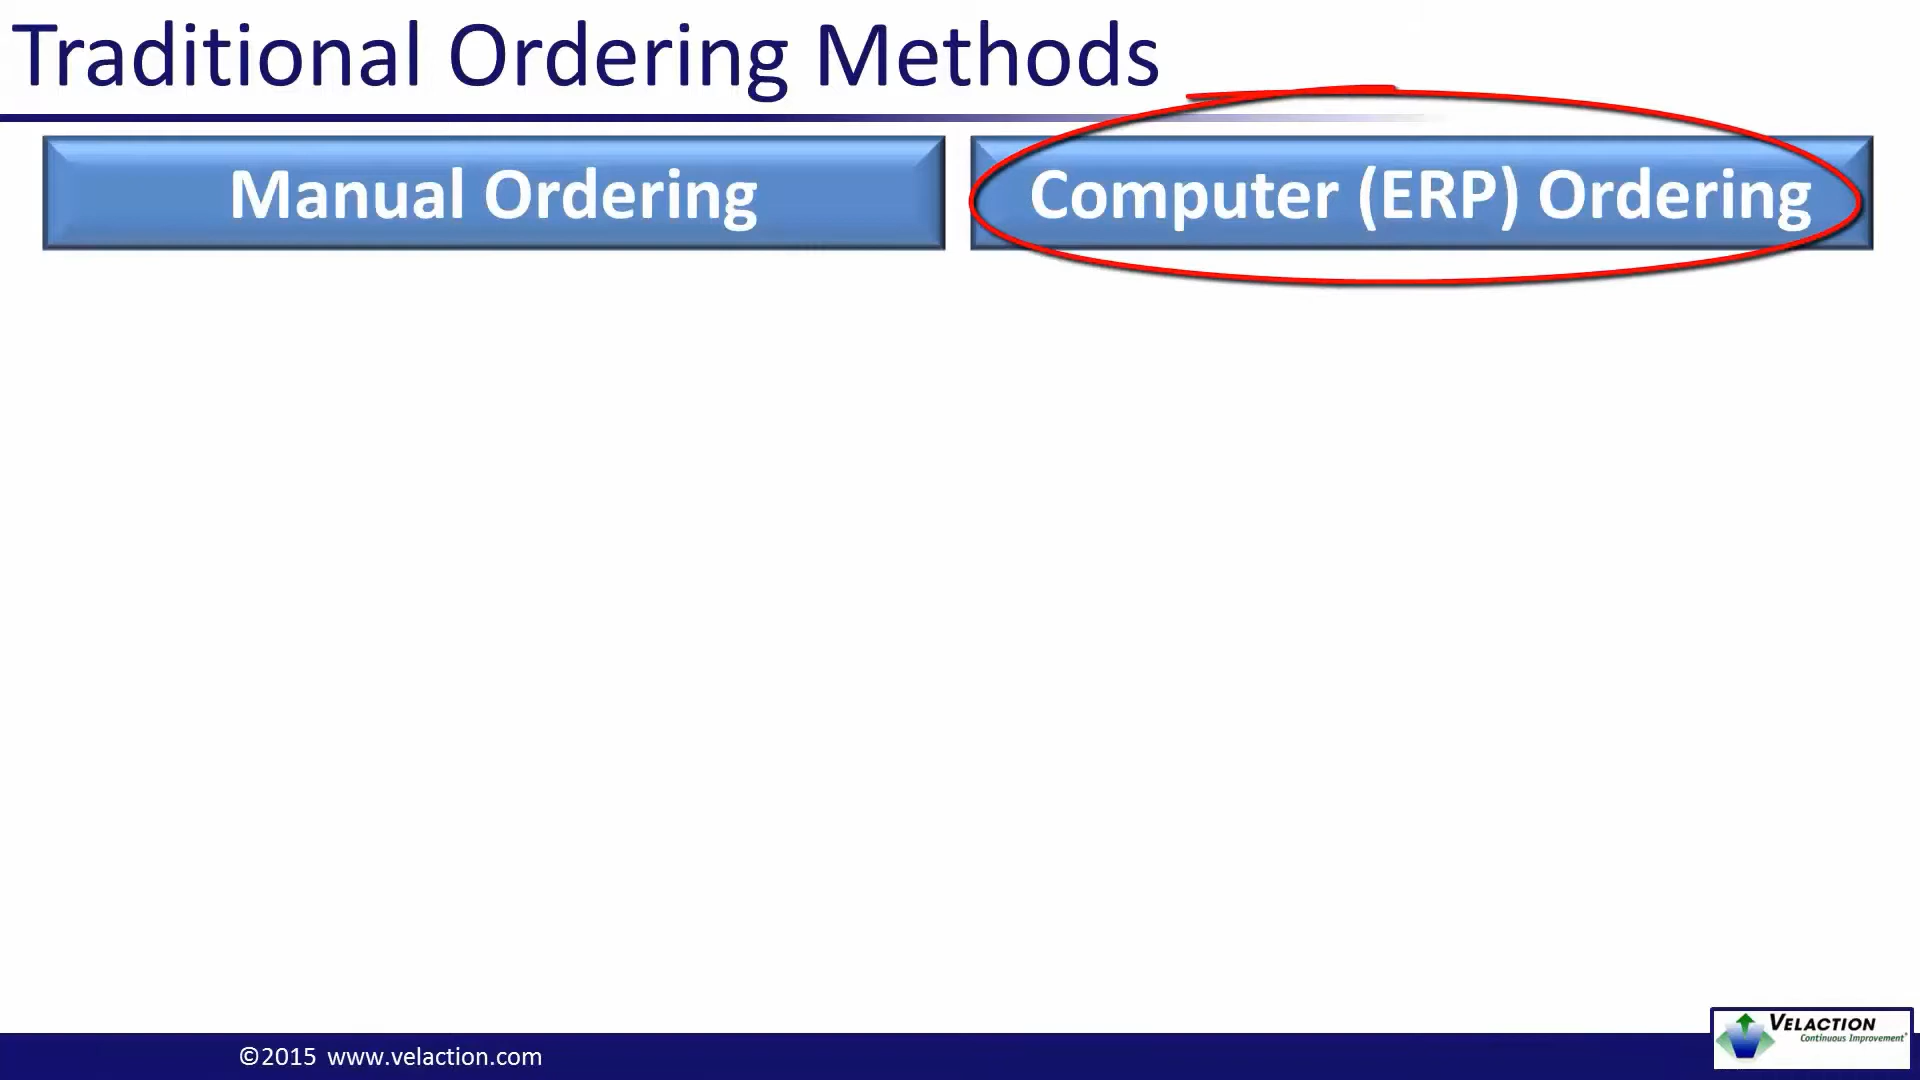 Traditional Ordering Methods
Manual Ordering
Computer (ERP) Ordering
©2015 www.velaction.com
VELACTION
Continuous Improvement